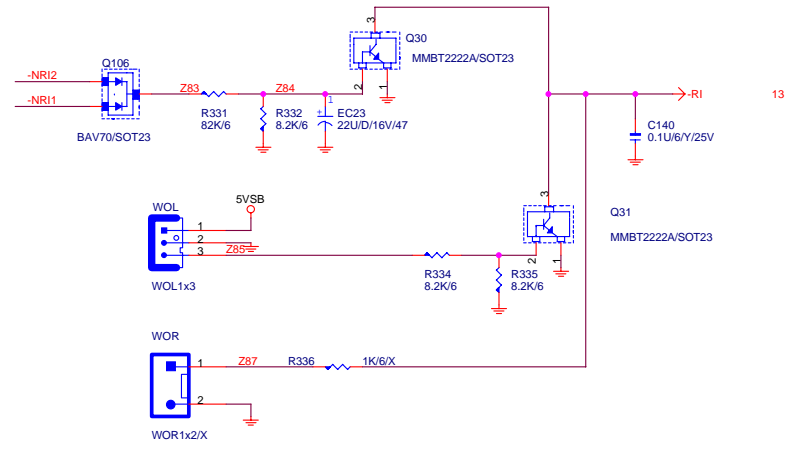 3
Q30
MMBT2222A/SOT23
2
1
Q106
-NRI2
-NRI1
BAV70/SOT23
Z83
R331
82K/6
Z84
R332
8.2K/6
1
+
EC23
22U/D/16V/47
-RI
13
C140
0.1U/6/Y/25V
WOL
5VSB
1
2
3
Z85
WOL1x3
R334
8.2K/6
R335
8.2K/6
3
Q31
MMBT2222A/SOT23
2
1
WOR
1
Z87
R336
1K/6/X
2
WOR1x2/X